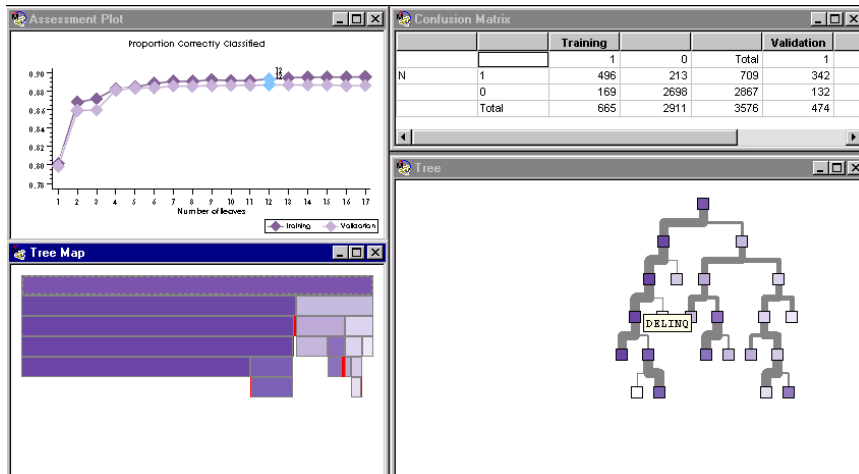 Assessment Plot
Proportion Correctly Classified
0.90
0.88
0.86
0.84
0.82
0.80
0.78
12
12
1 2 3 4 5 6 7 8 9 10 11 12 13 14 15 16 17
Number of leaves
Training Validation
Confusion Matrix
Training Validation
1 0 Total 1
N 1 496 213 709 342
0 169 2698 2867 132
Total 665 2911 3576 474
Tree Map
Tree
DELINQ